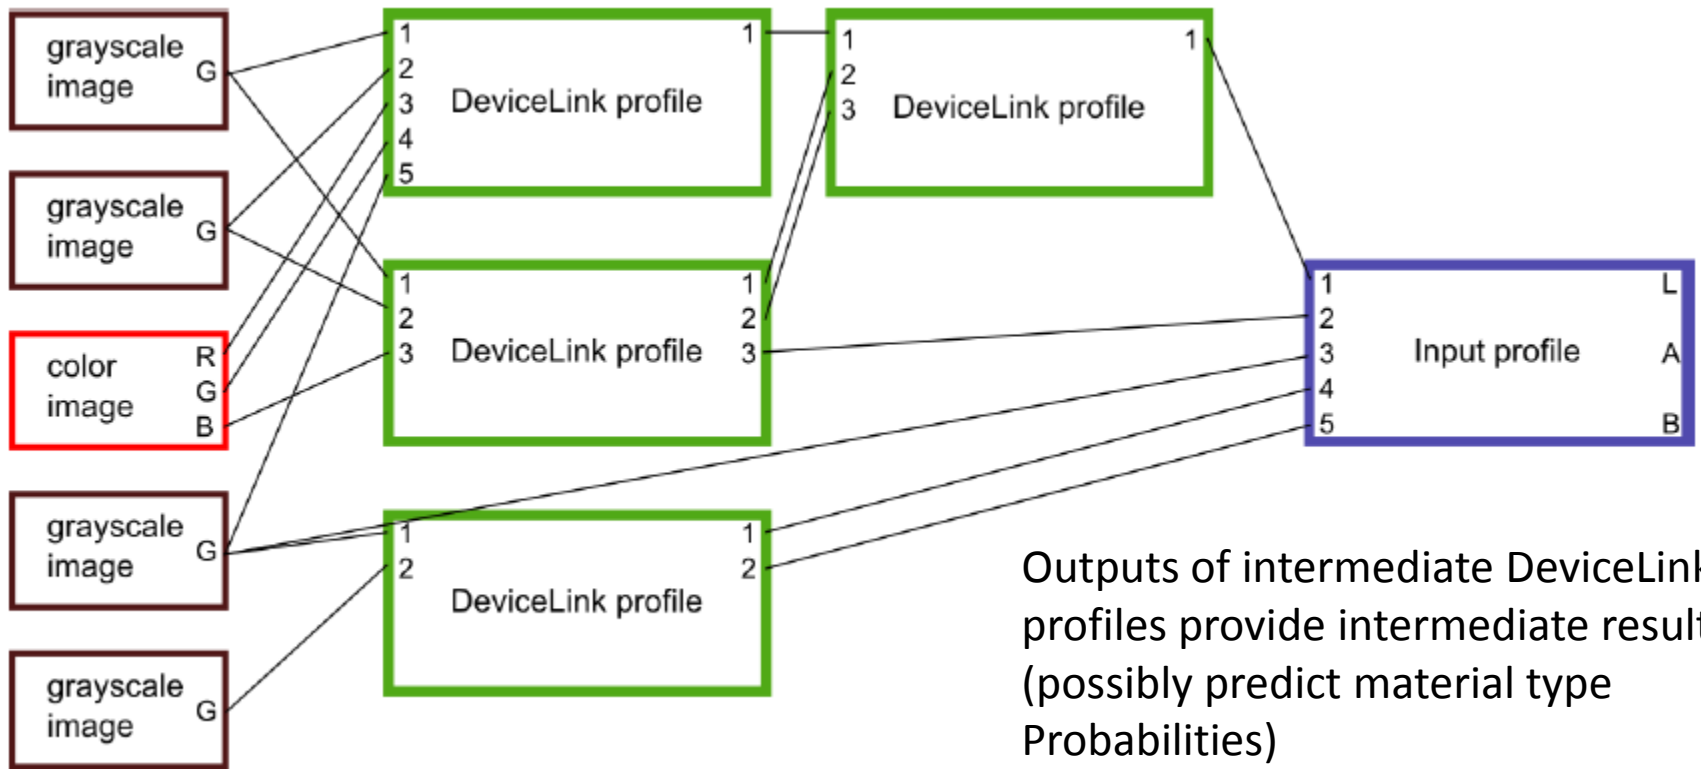 grayscale
image
G
grayscale
image
G
color
image
R
G
B
grayscale
image
G
grayscale
image
G
1
2
3
4
5
DeviceLink profile
1
1
2
3
DeviceLink profile
1
2
3
1
2
3
DeviceLink profile
1
1
2
DeviceLink profile
1
2
1
2
3
4
5
Input profile
L
A
B
Outputs of intermediate DeviceLink
profiles provide intermediate result
(possibly predict material type
Probabilities)